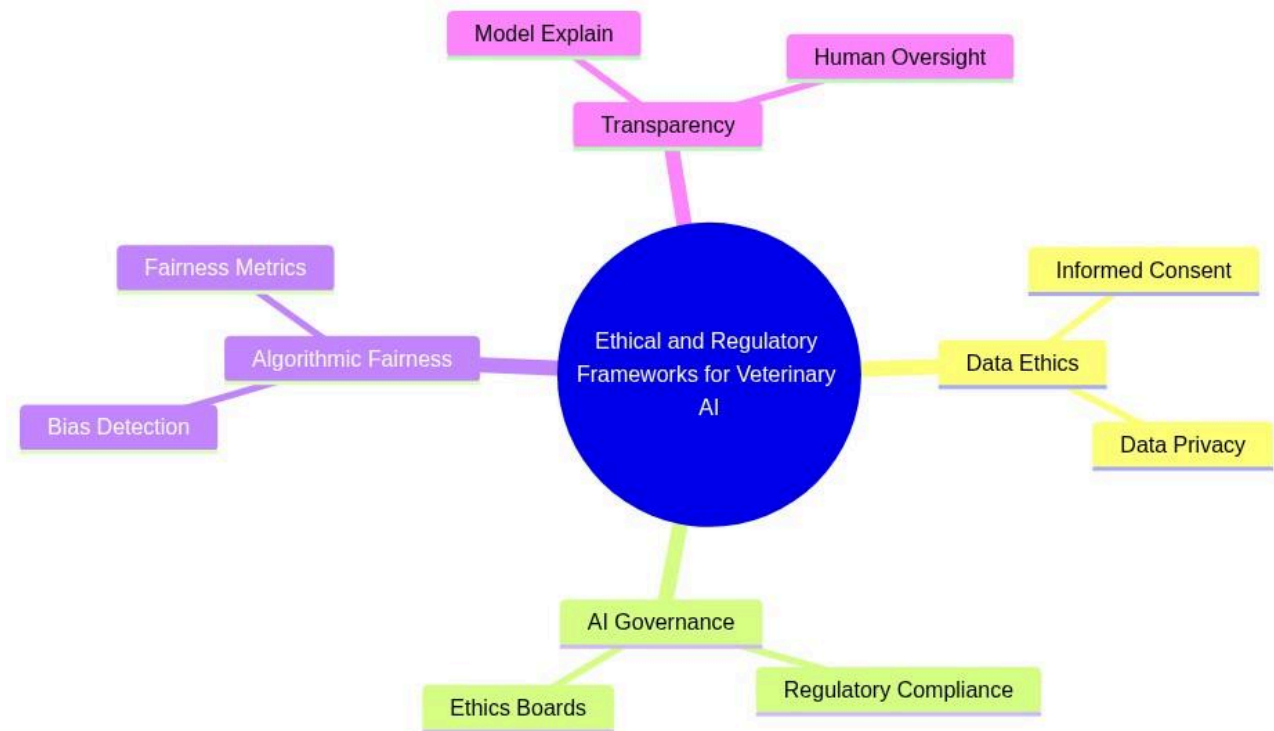 Model Explain
Human Oversight
Transparency
Fairness Metrics
Algorithmic Fairness
Bias Detection
Ethical and Regulatory
Frameworks for Veterinary
AI
Informed Consent
Data Ethics
Data Privacy
AI Governance
Ethics Boards
Regulatory Compliance